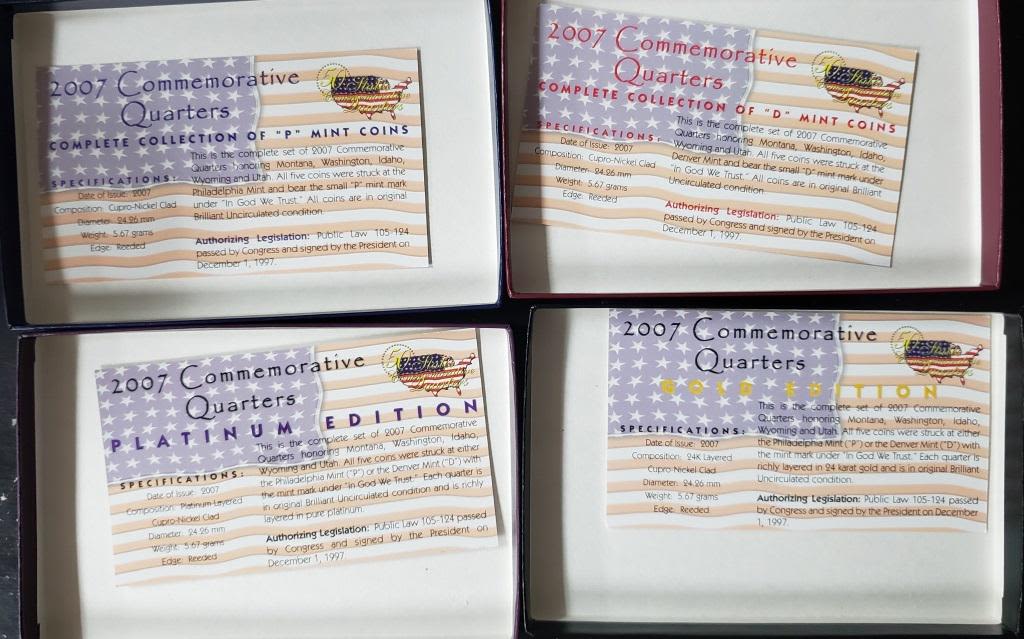 2007 Commemorative
Quarters
COMPLETE COLLECTION OF "P" MINT COINS
SPECIFICATIONS:
Date of Issue: 2007
Composition: Cupro-Nickel Clad
Diameter: 24.26 mm
Weight: 5.67 grams
Edge: Reeded
This is the complete set of 2007 Commemorative
Quarters honoring Montana, Washington, Idaho,
Wyoming and Utah. All five coins were struck at the
Philadelphia Mint and bear the small "P" mint mark
under "In God We Trust." All coins are in original
Brilliant Uncirculated condition.
Authorizing Legislation: Public Law 105-124
passed by Congress and signed by the President on
December 1, 1997.
2007 Commemorative
Quarters
COMPLETE COLLECTION OF "D" MINT COINS
SPECIFICATIONS:
Date of Issue: 2007
Composition: Cupro-Nickel Clad
Diameter: 24.26 mm
Weight: 5.67 grams
Edge: Reeded
This is the complete set of 2007 Commemorative
Quarters honoring Montana, Washington, Idaho,
Wyoming and Utah. All five coins were struck at the
Denver Mint and bear the small "D" mint mark under
"In God We Trust." All coins are in original Brilliant
Uncirculated condition.
Authorizing Legislation: Public Law 105-124
passed by Congress and signed by the President on
December 1, 1997.
2007 Commemorative
Quarters
PLATINUM EDITION
SPECIFICATIONS:
Date of Issue: 2007
Composition: Platinum Layered
Cupro-Nickel Clad
Diameter: 24.26 mm
Weight: 5.67 grams
Edge: Reeded
This is the complete set of 2007 Commemorative
Quarters honoring Montana, Washington, Idaho,
Wyoming and Utah. All five coins were struck at either
the Philadelphia Mint ("P") or the Denver Mint ("D") with
the mint mark under "In God We Trust." Each quarter is
in original Brilliant Uncirculated condition and is richly
layered in pure platinum.
Authorizing Legislation: Public Law 105-124 passed
by Congress and signed by the President on
December 1, 1997.
2007 Commemorative
Quarters
GOLD EDITION
SPECIFICATIONS:
Date of Issue: 2007
Composition: 24K Layered
Cupro-Nickel Clad
Diameter: 24.26 mm
Weight: 5.67 grams
Edge: Reeded
This is the complete set of 2007 Commemorative
Quarters honoring Montana, Washington, Idaho,
Wyoming and Utah. All five coins were struck at either
the Philadelphia Mint ("P") or the Denver Mint ("D") with
the mint mark under "In God We Trust." Each quarter is
richly layered in 24 karat gold and is in original Brilliant
Uncirculated condition.
Authorizing Legislation: Public Law 105-124 passed
by Congress and signed by the President on December
1, 1997.